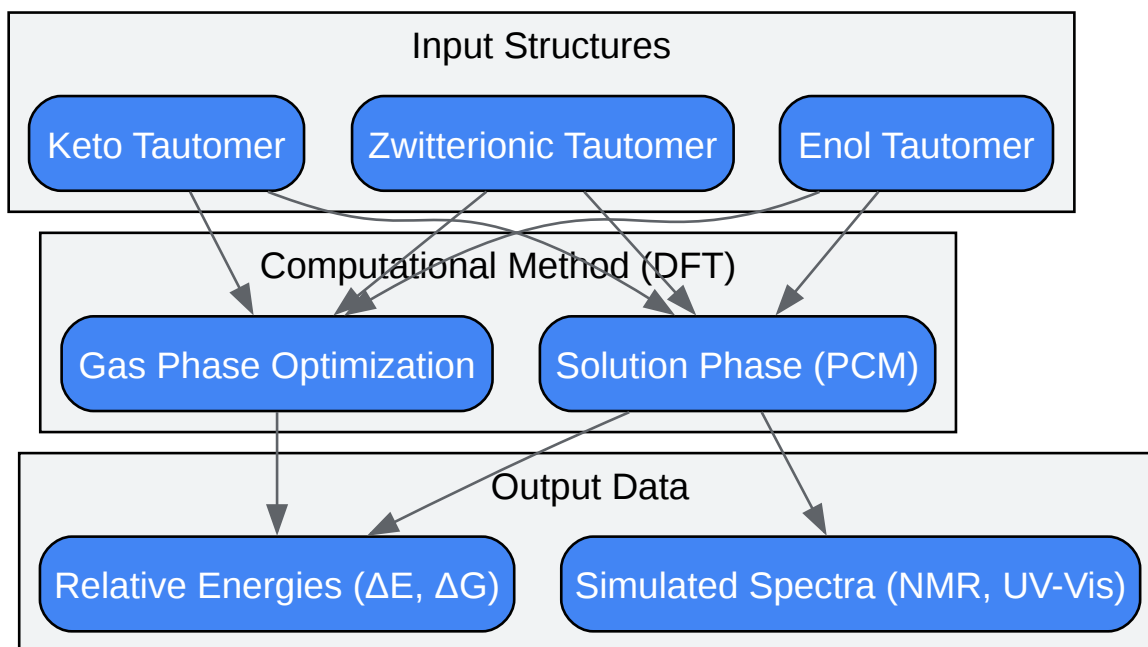 Input Structures
Keto Tautomer
Zwitterionic Tautomer
Enol Tautomer
Computational Method (DFT)
Gas Phase Optimization
Solution Phase (PCM)
Output Data
Relative Energies (ΔE, ΔG)
Simulated Spectra (NMR, UV-Vis)